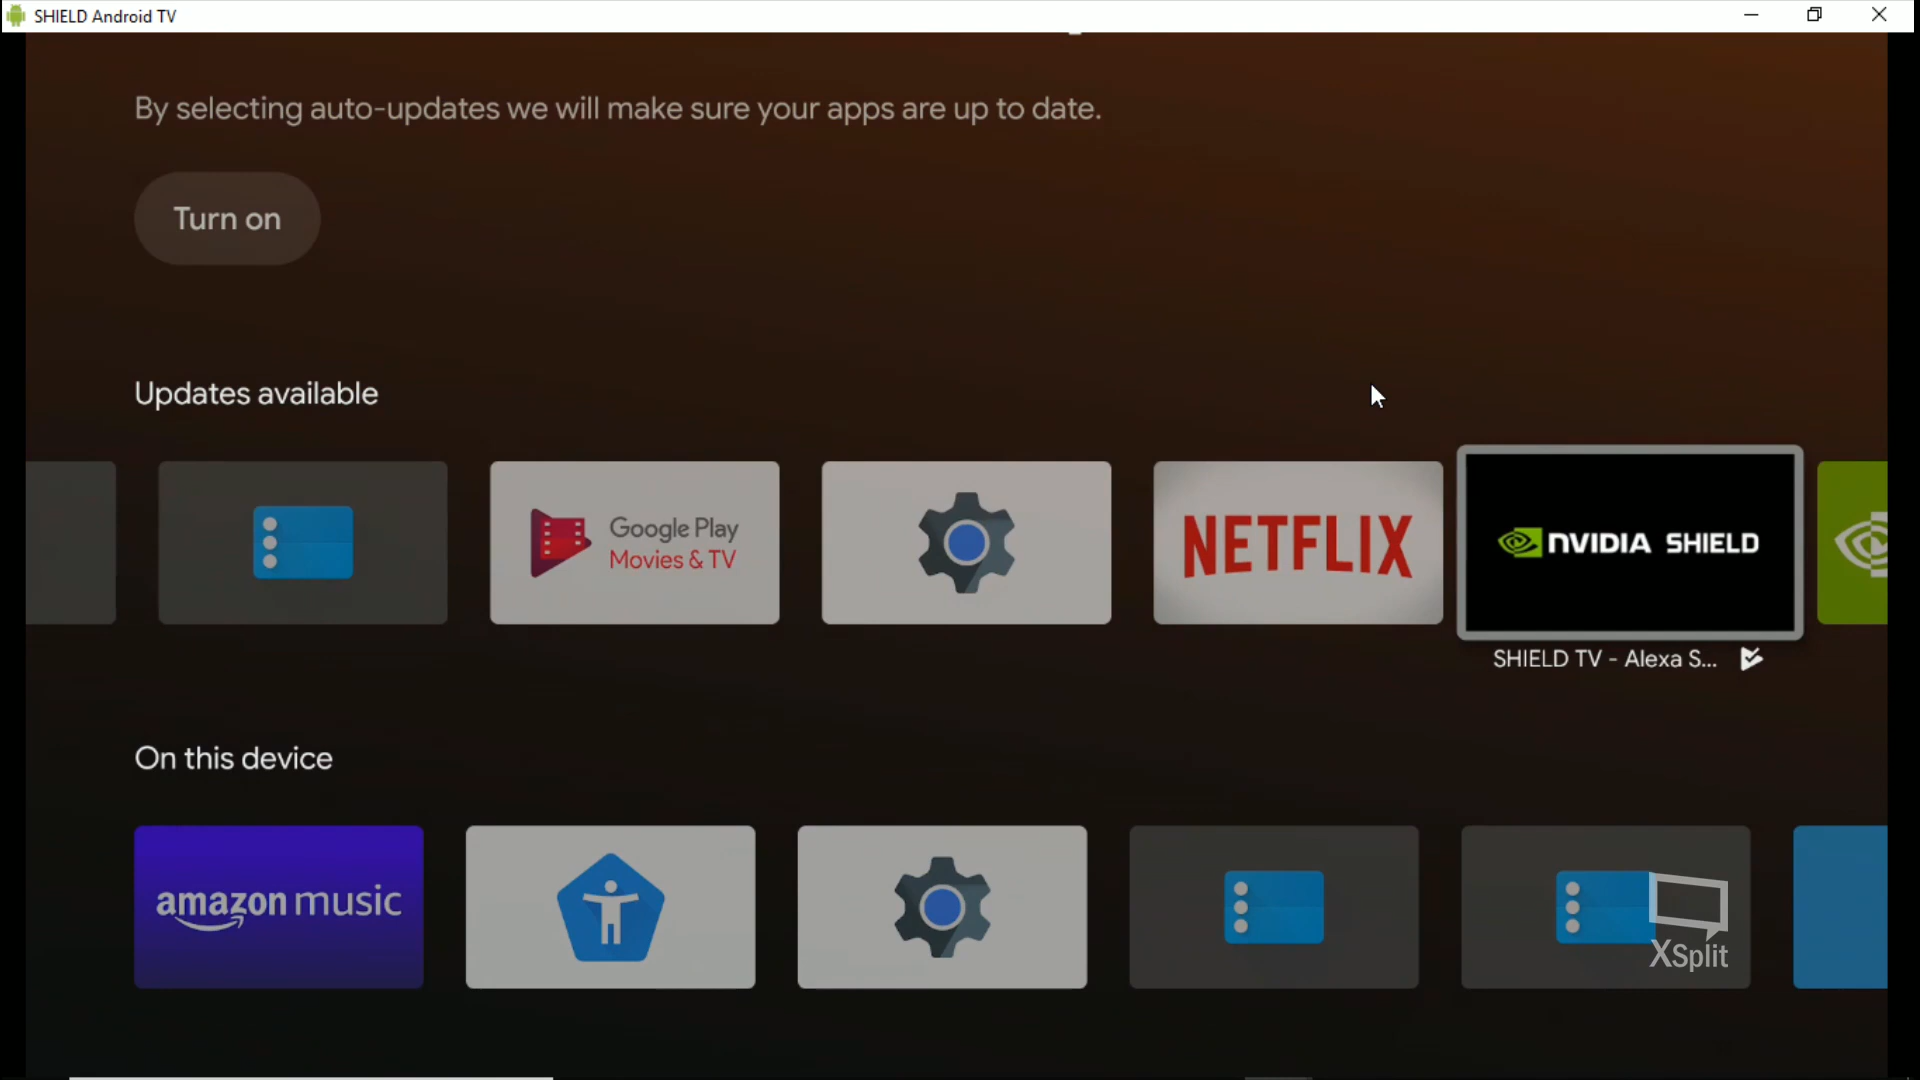 SHIELD Android TV
By selecting auto-updates we will make sure your apps are up to date.
Turn on
Updates available
Google Play
Movies & TV
NETFLIX
NVIDIA SHIELD
SHIELD TV - Alexa S...
On this device
amazon music
XSplit